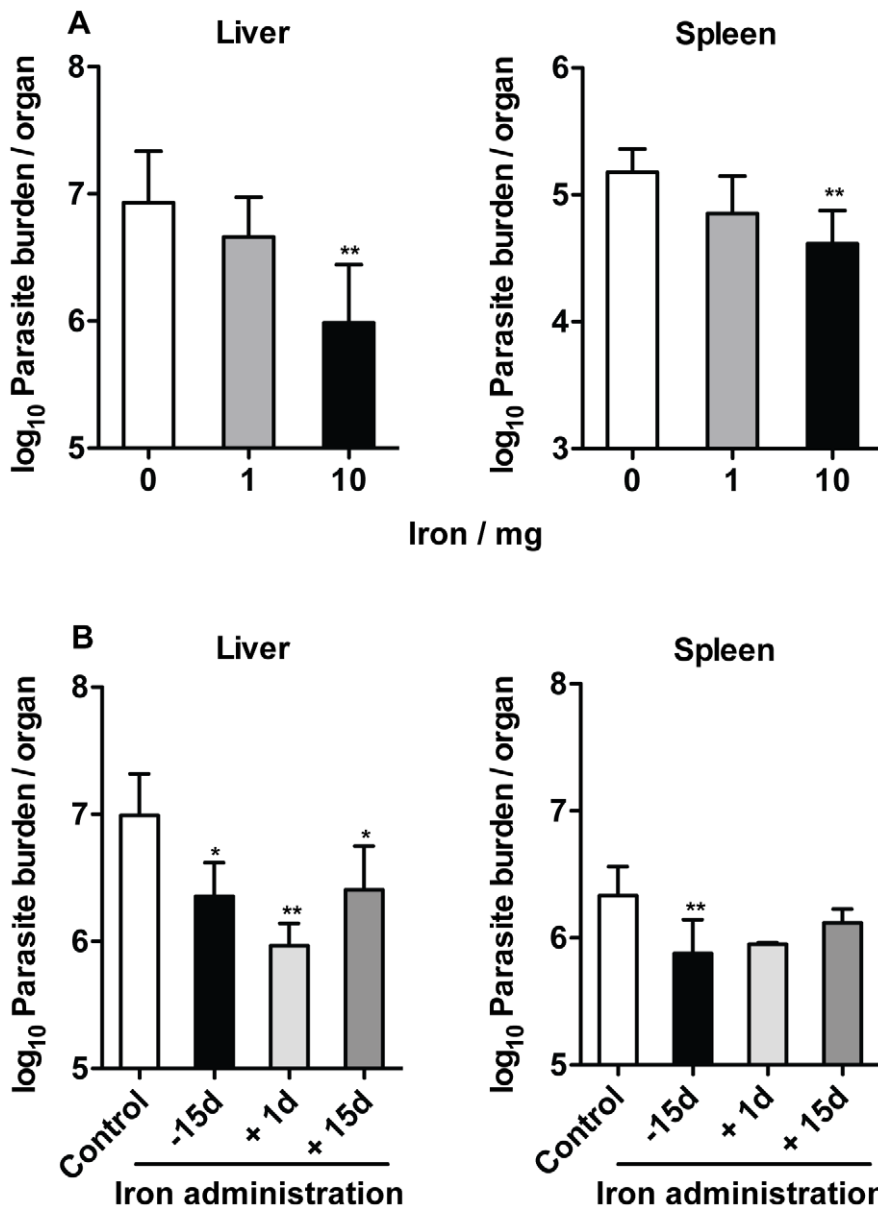 A
Liver
Spleen
log10 Parasite burden / organ
8
7
6
5
**
0 1 10
log10 Parasite burden / organ
6
5
4
3
**
0 1 10
Iron / mg
B
Liver
Spleen
log10 Parasite burden / organ
8
7
6
5
*
**
*
Control -15d + 1d + 15d
Iron administration
log10 Parasite burden / organ
8
7
6
5
**
Control -15d + 1d + 15d
Iron administration